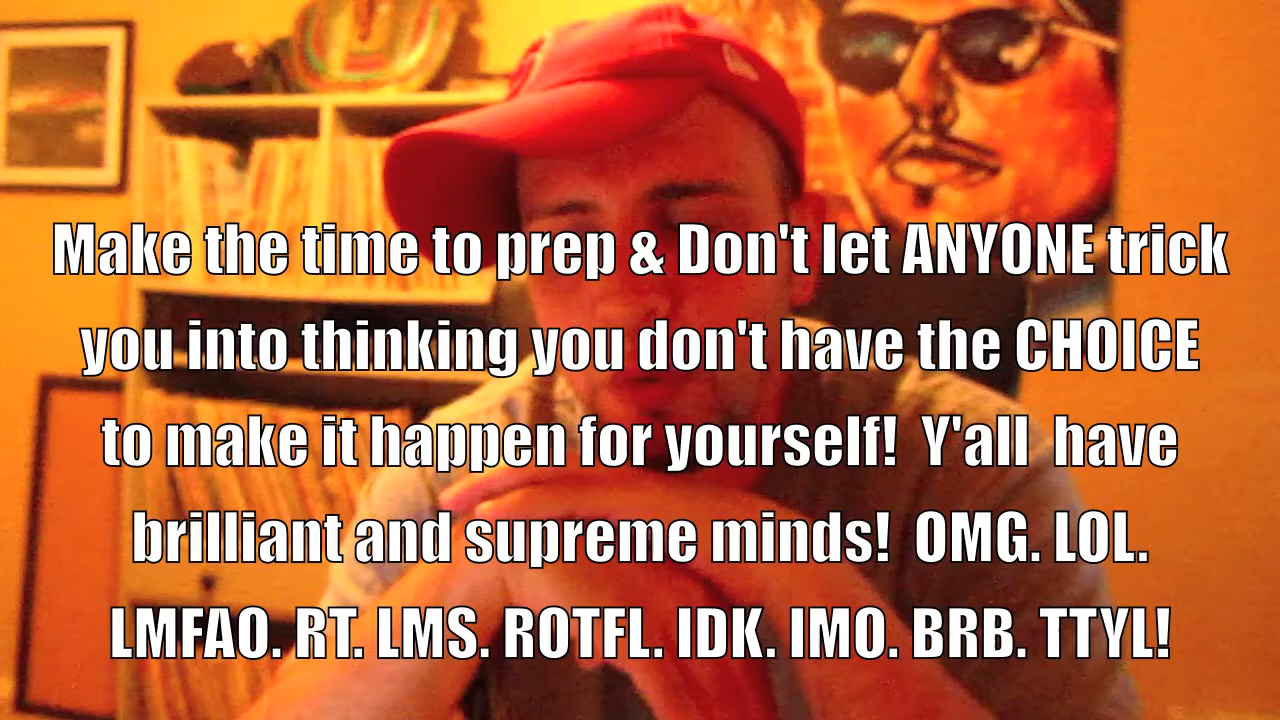 Make the time to prep & Don't let ANYONE trick
you into thinking you don't have the CHOICE
to make it happen for yourself!  Y'all  have
brilliant and supreme minds!  OMG. LOL.
LMFAO. RT. LMS. ROTFL. IDK. IMO. BRB. TTYL!